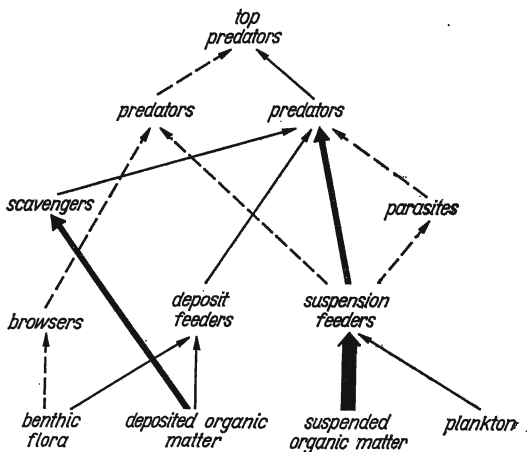 top
predators
predators
predators
scavengers
parasites
deposit
feeders
suspension
feeders
browsers
benthic
flora
deposited organic
matter
suspended
organic matter
plankton